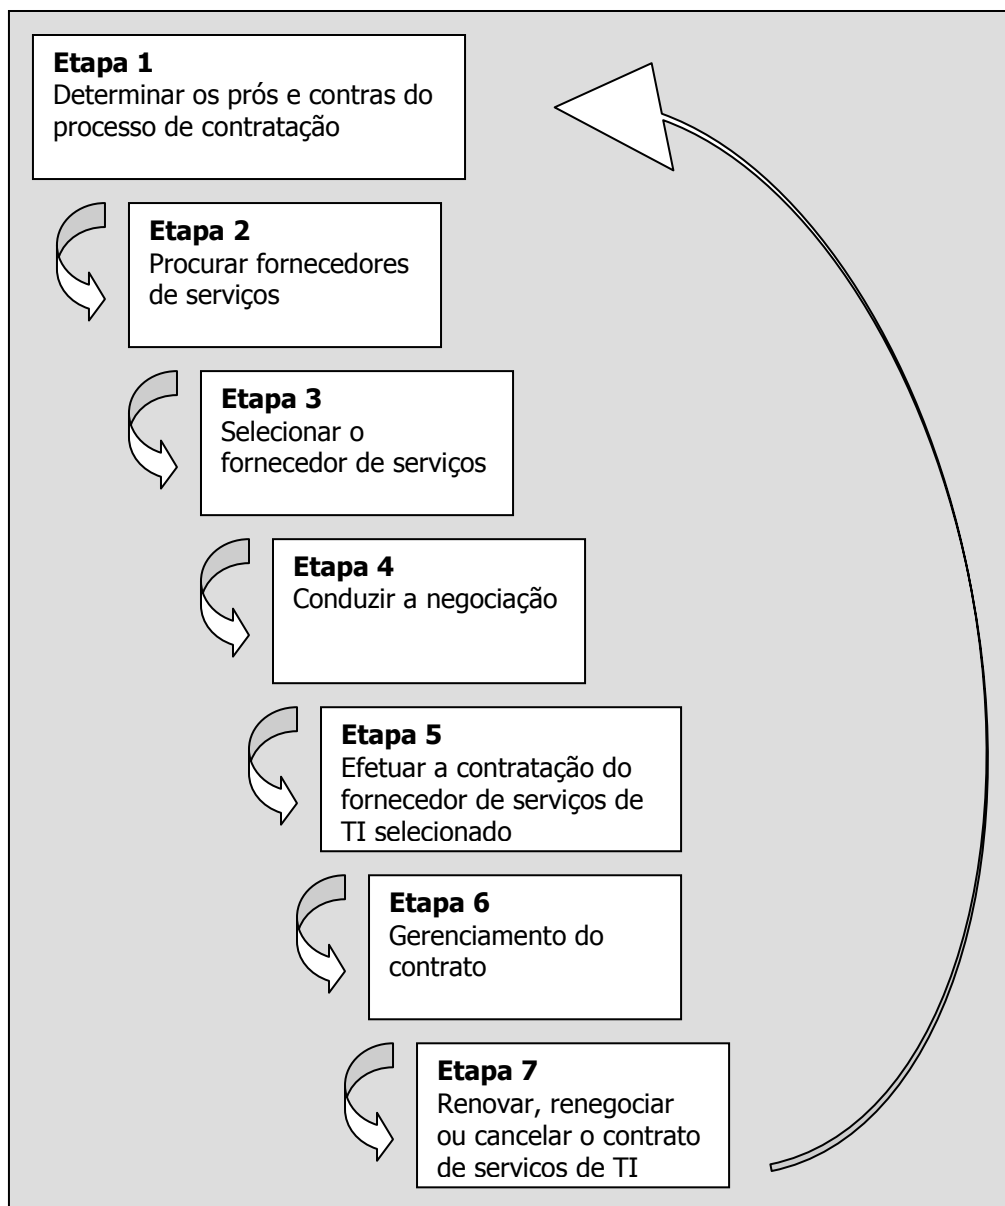 Etapa 1
Determinar os prós e contras do
processo de contratação
Etapa 2
Procurar fornecedores
de serviços
Etapa 3
Selecionar o
fornecedor de serviços
Etapa 4
Conduzir a negociação
Etapa 5
Efetuar a contratação do
fornecedor de serviços de
TI selecionado
Etapa 6
Gerenciamento do
contrato
Etapa 7
Renovar, renegociar
ou cancelar o contrato
de servicos de TI